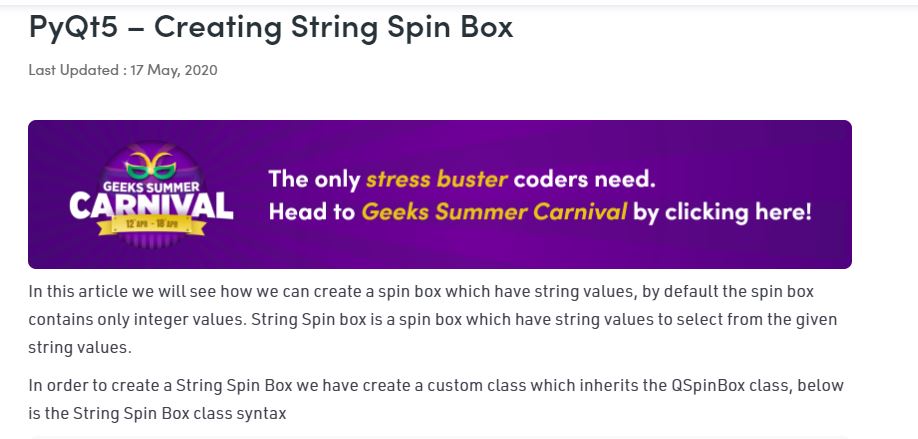 PyQt5 – Creating String Spin Box
Last Updated : 17 May, 2020
GEEKS SUMMER
CARNIVAL
12 APR - 18 APR
The only stress buster coders need.
Head to Geeks Summer Carnival by clicking here!
In this article we will see how we can create a spin box which have string values, by default the spin box
contains only integer values. String Spin box is a spin box which have string values to select from the given
string values.
In order to create a String Spin Box we have create a custom class which inherits the QSpinBox class, below
is the String Spin Box class syntax